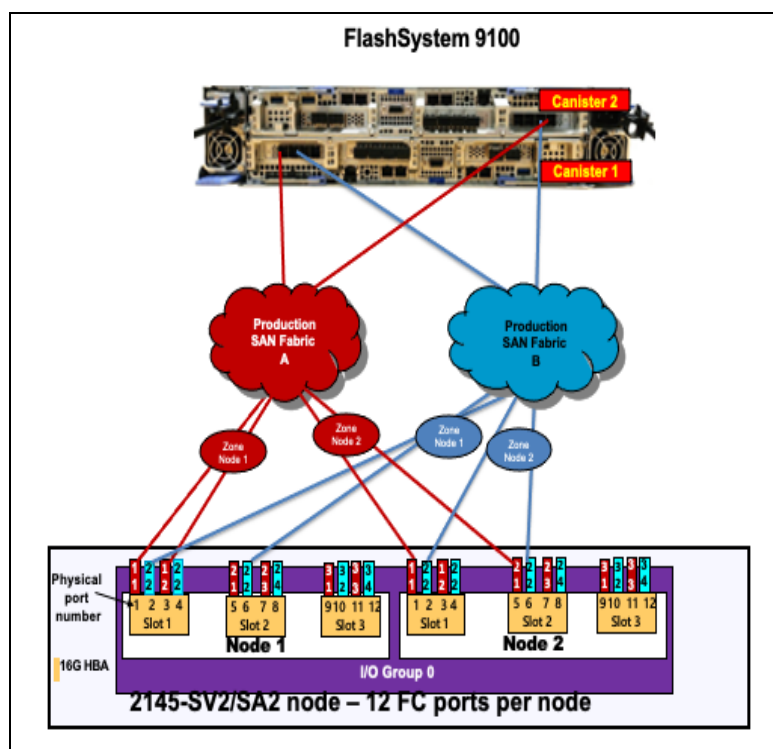 FlashSystem 9100
Canister 2
Canister 1
Production
SAN Fabric
A
Production
SAN Fabric
B
Zone
Node 1
Zone
Node 2
Zone
Node 1
Zone
Node 2
Physical
port
number
1 2 3 4
Slot 1
5 6 7 8
Slot 2
9 10 11 12
Slot 3
Node 1
1 2 3 4
Slot 1
5 6 7 8
Slot 2
9 10 11 12
Slot 3
Node 2
16G HBA
I/O Group 0
2145-SV2/SA2 node – 12 FC ports per node